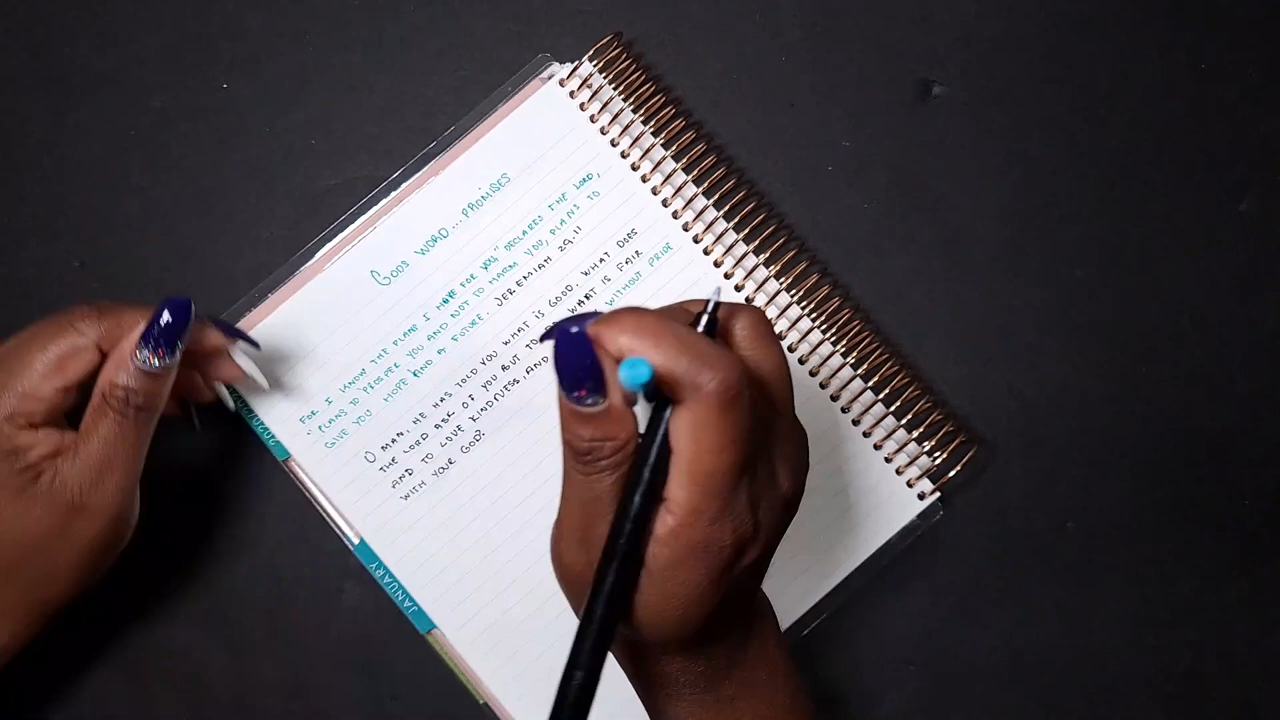 GODS WORD... PROMISES
FOR I KNOW THE PLANS I HAVE FOR YOU," DECLARES THE LORD,
"PLANS TO PROSPER YOU AND NOT TO HARM YOU, PLANS TO
GIVE YOU HOPE AND A FUTURE. JEREMIAH 29:11
O MAN, HE HAS TOLD YOU WHAT IS GOOD. WHAT DOES
THE LORD ASK OF YOU BUT TO WHAT IS FAIR
AND TO LOVE KINDNESS, AND WITHOUT PRIDE
WITH YOUR GOD?
JANUARY